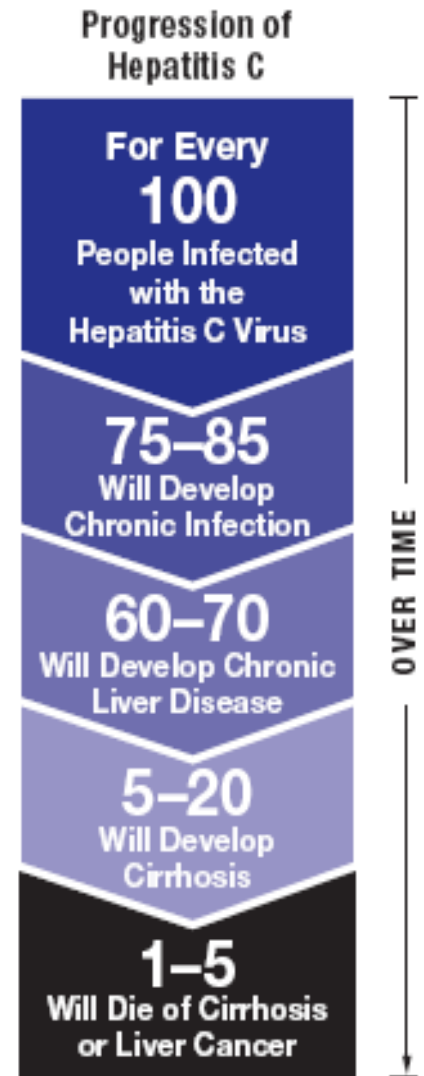 Progression of
Hepatitis C
For Every
100
People Infected
with the
Hepatitis C Virus
75–85
Will Develop
Chronic Infection
60–70
Will Develop Chronic
Liver Disease
5–20
Will Develop
Cirrhosis
1–5
Will Die of Cirrhosis
or Liver Cancer
OVER TIME